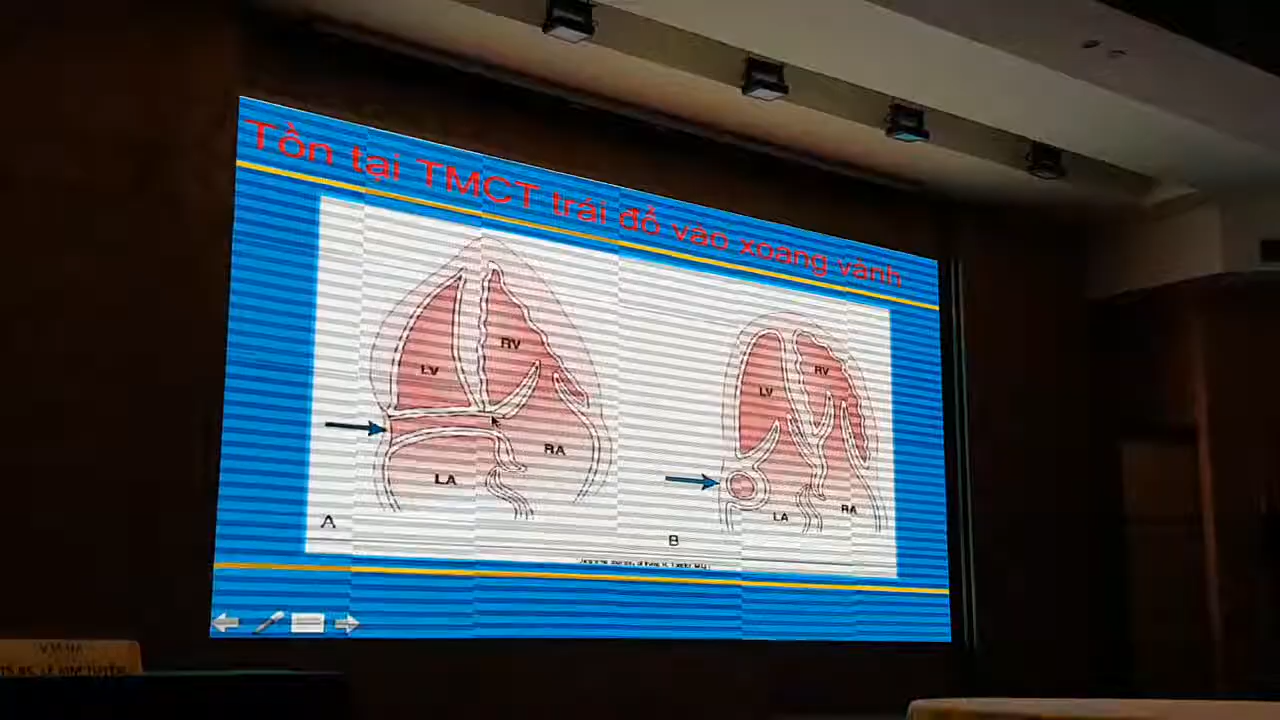 Tồn tại TMCT trái đổ vào xoang vành
RV
LV
RA
LA
A
RV
LV
LA
RA
B